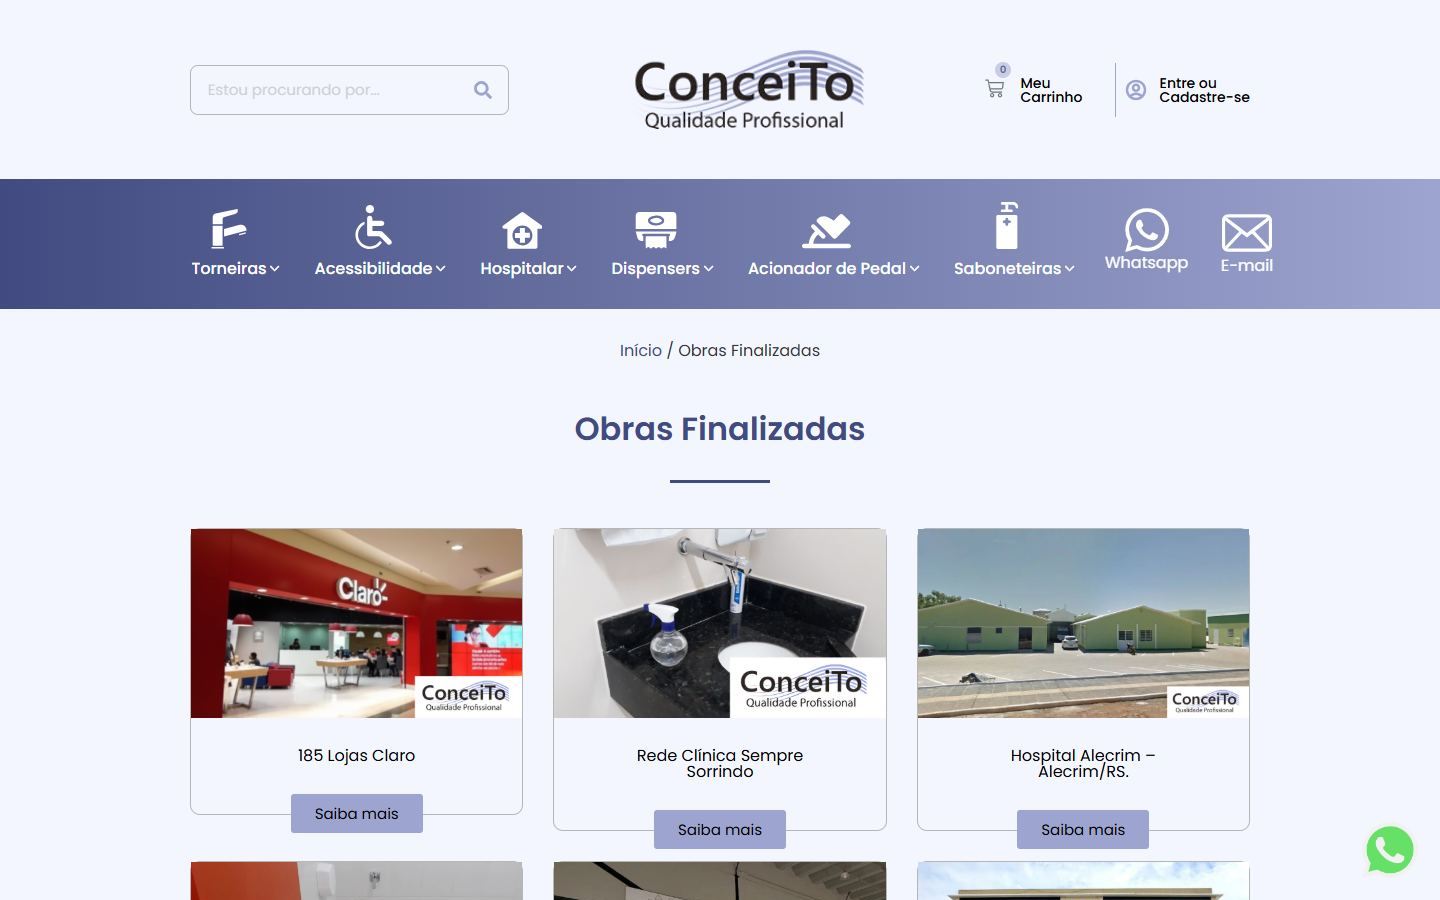 Estou procurando por...
ConceiTo
Qualidade Profissional
0
Meu
Carrinho
Entre ou
Cadastre-se
Torneiras
Acessibilidade
Hospitalar
Dispensers
Acionador de Pedal
Saboneteiras
Whatsapp
E-mail
Início / Obras Finalizadas
Obras Finalizadas
Claro
ConceiTo
Qualidade Profissional
ConceiTo
Qualidade Profissional
ConceiTo
Qualidade Profissional
185 Lojas Claro
Rede Clínica Sempre
Sorrindo
Hospital Alecrim –
Alecrim/RS.
Saiba mais
Saiba mais
Saiba mais